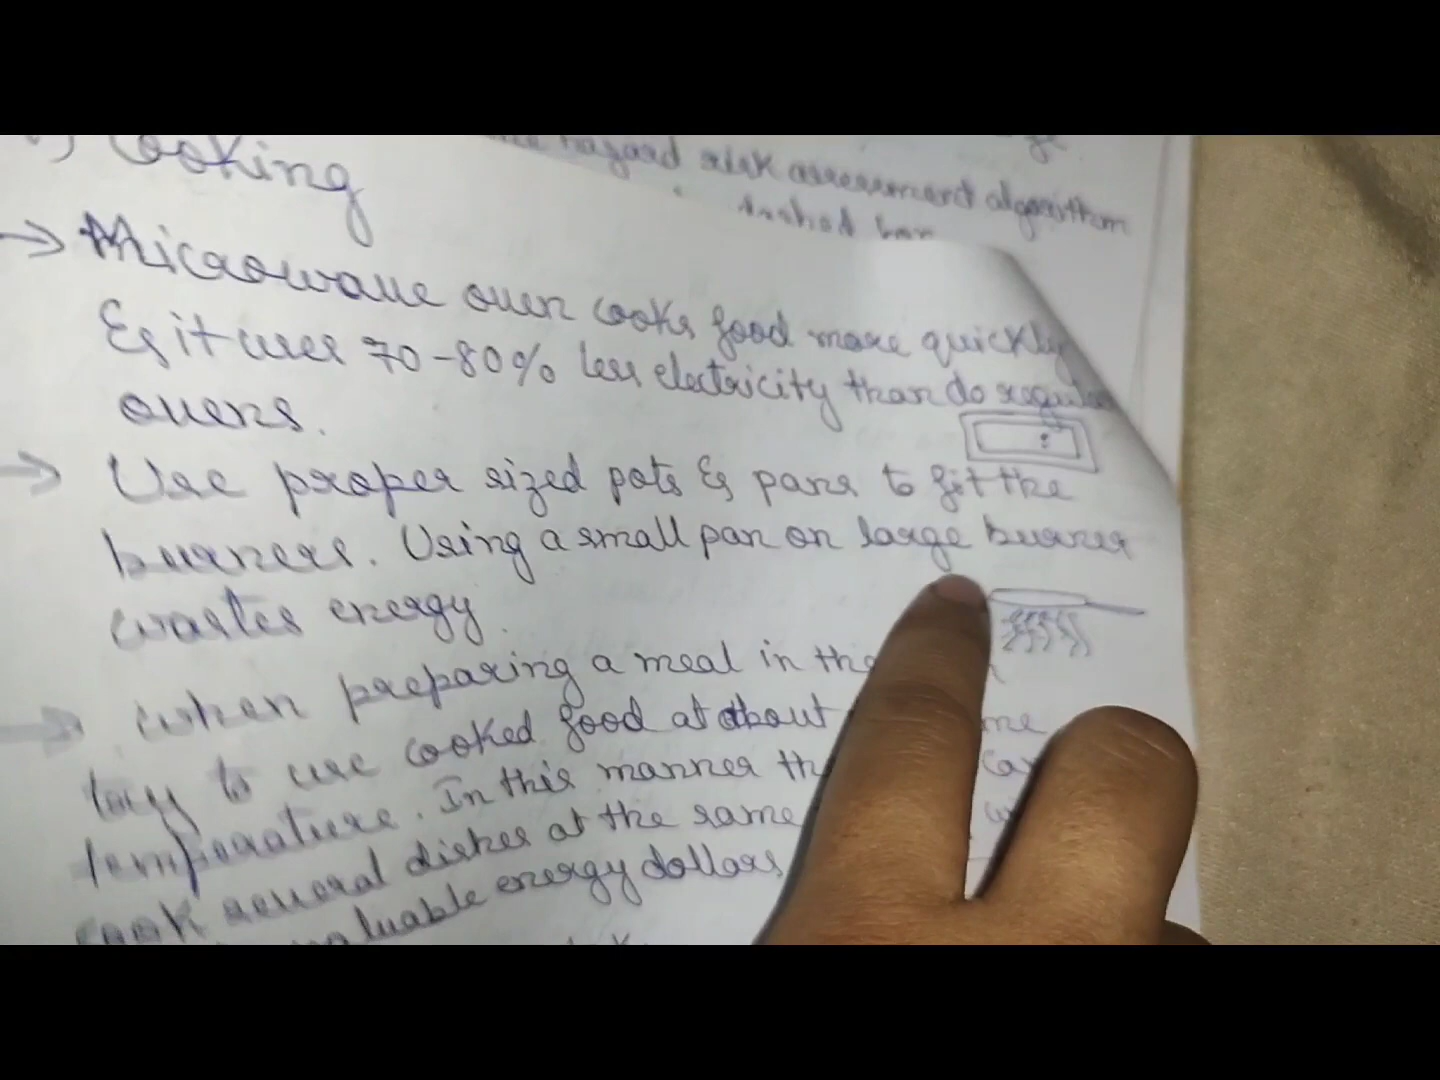 Cooking
hazard risk assessment algorithm
→ Microwave oven cooks food more quickly
& it uses 70-80% less electricity than do regular
ovens.
→ Use proper sized pots & pans to fit the
burners. Using a small pan on large burner
wastes energy.
→ When preparing a meal in the
try to use cooked food at about
temperature. In this manner
cook several dishes at the same
valuable energy dollars